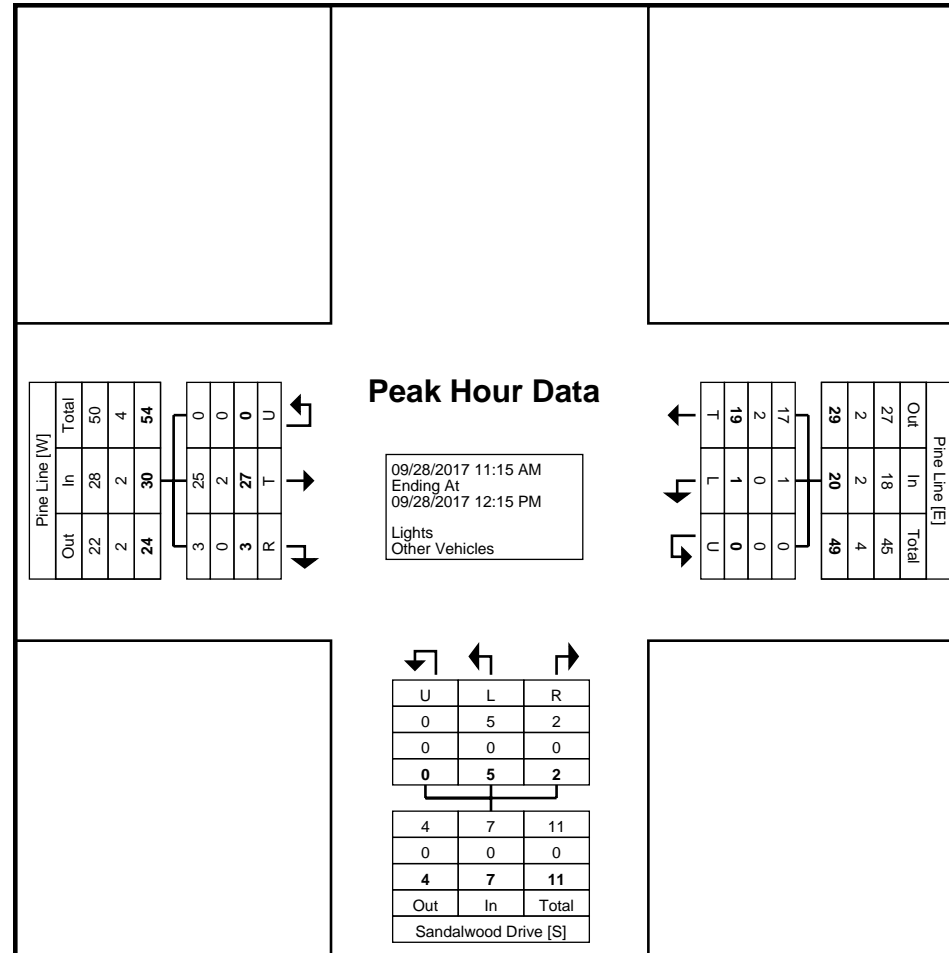 Peak Hour Data
09/28/2017 11:15 AM
Ending At
09/28/2017 12:15 PM
Lights
Other Vehicles
Pine Line [W]
Total 50 4 54
In 28 2 30
Out 22 2 24
0 0 0 U
25 2 27 T
3 0 3 R
T 19 2 17
L 1 0 1
U 0 0 0
29 2 27 Out
20 2 18 In
49 4 45 Total
Pine Line [E]
U L R
0 5 2
0 0 0
0 5 2
4 7 11
0 0 0
4 7 11
Out In Total
Sandalwood Drive [S]